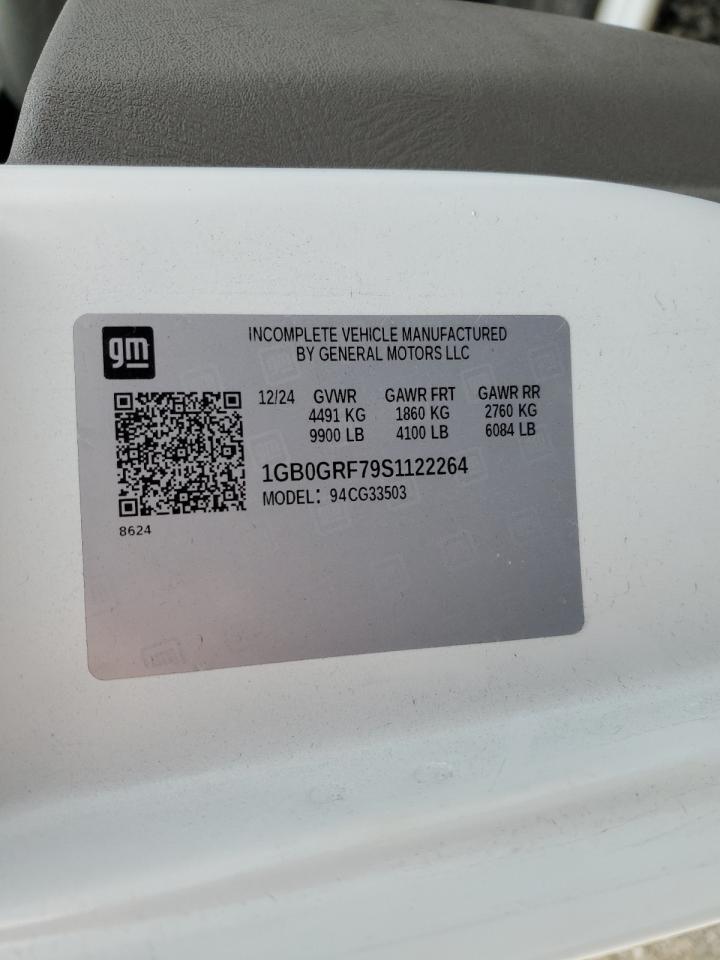 gm
INCOMPLETE VEHICLE MANUFACTURED
BY GENERAL MOTORS LLC
12/24 GVWR GAWR FRT GAWR RR
4491 KG 1860 KG 2760 KG
9900 LB 4100 LB 6084 LB
1GB0GRF79S1122264
MODEL: 94CG33503
8624